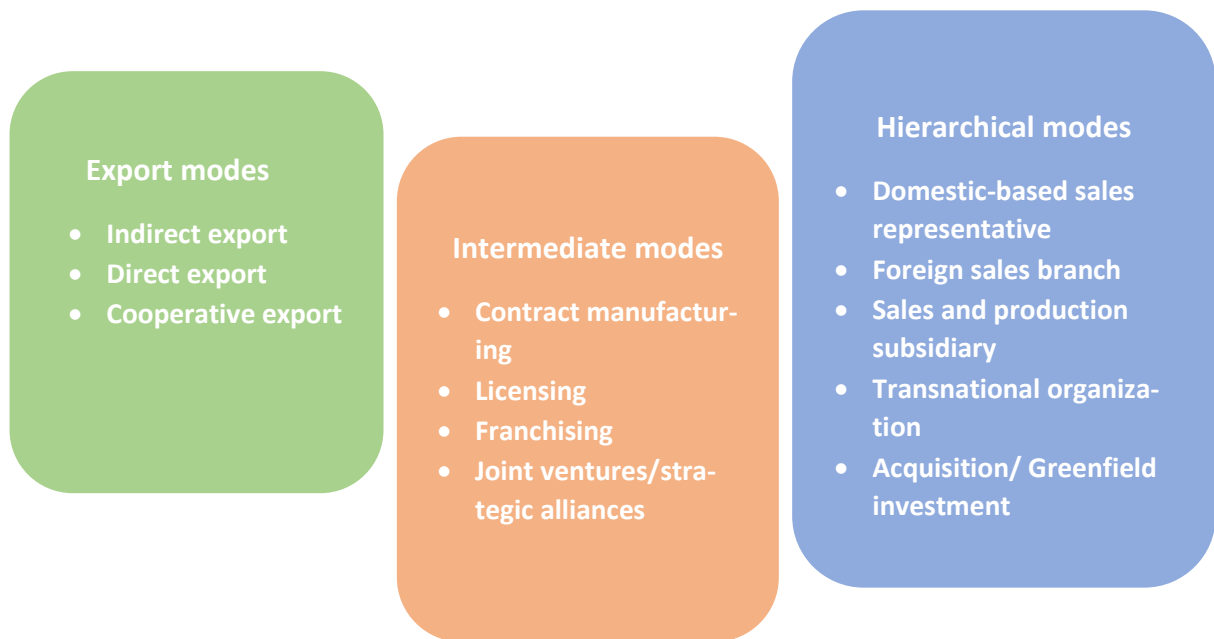 Export modes
• Indirect export
• Direct export
• Cooperative export
Intermediate modes
• Contract manufactur-
ing
• Licensing
• Franchising
• Joint ventures/stra-
tegic alliances
Hierarchical modes
• Domestic-based sales
representative
• Foreign sales branch
• Sales and production
subsidiary
• Transnational organiza-
tion
• Acquisition/ Greenfield
investment